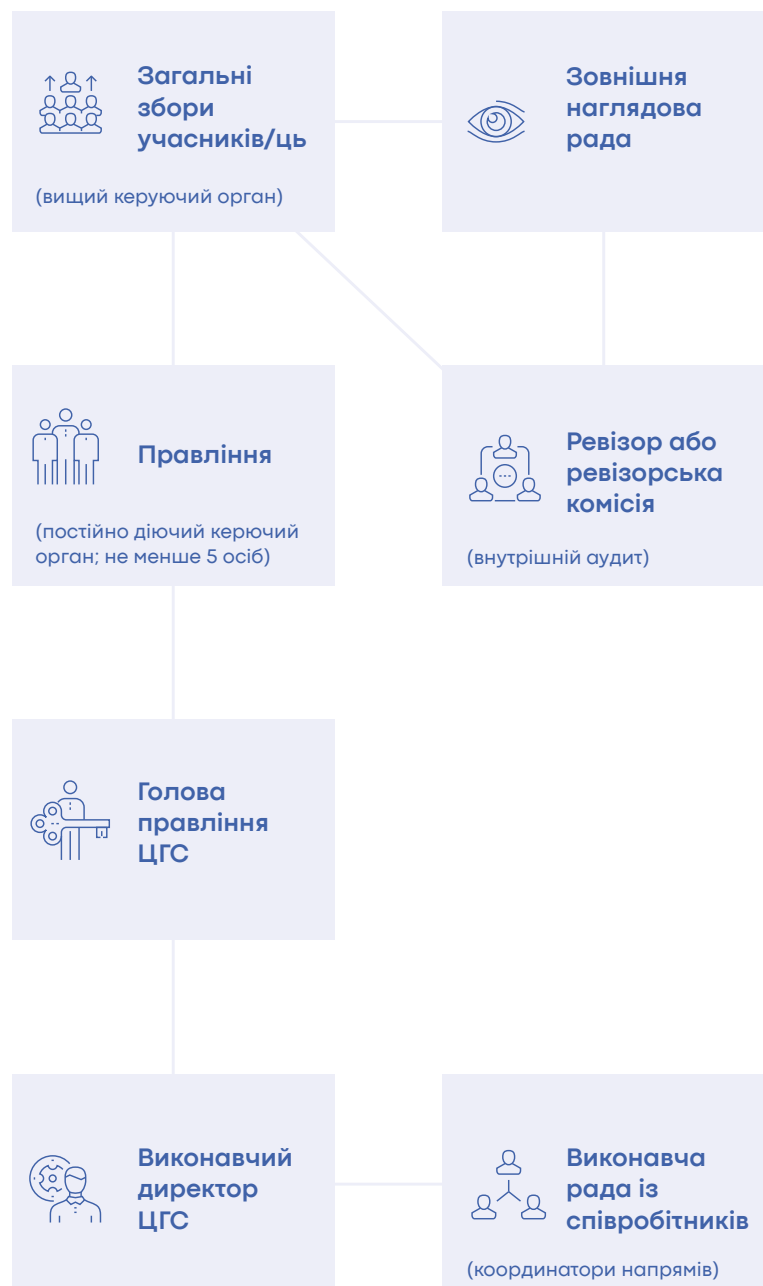 Загальні
збори
учасників/ць
(вищий керуючий орган)
Зовнішня
наглядова
рада
Правління
(постійно діючий керючий
орган; не менше 5 осіб)
Ревізор або
ревізорська
комісія
(внутрішній аудит)
Голова
правління
ЦГС
Виконавчий
директор
ЦГС
Виконавча
рада із
співробітників
(координатори напрямів)